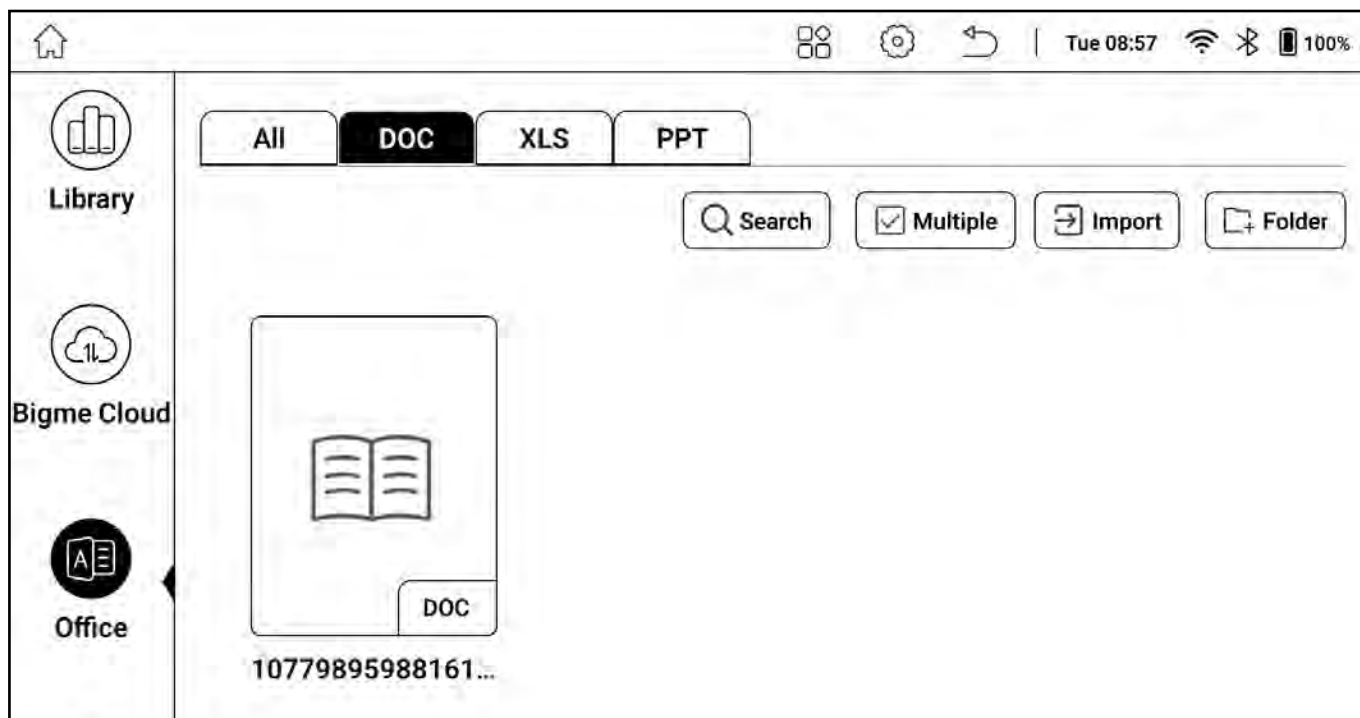 Tue 08:57 100%
Library
Bigme Cloud
Office
All DOC XLS PPT
Search Multiple Import Folder
DOC
10779895988161...